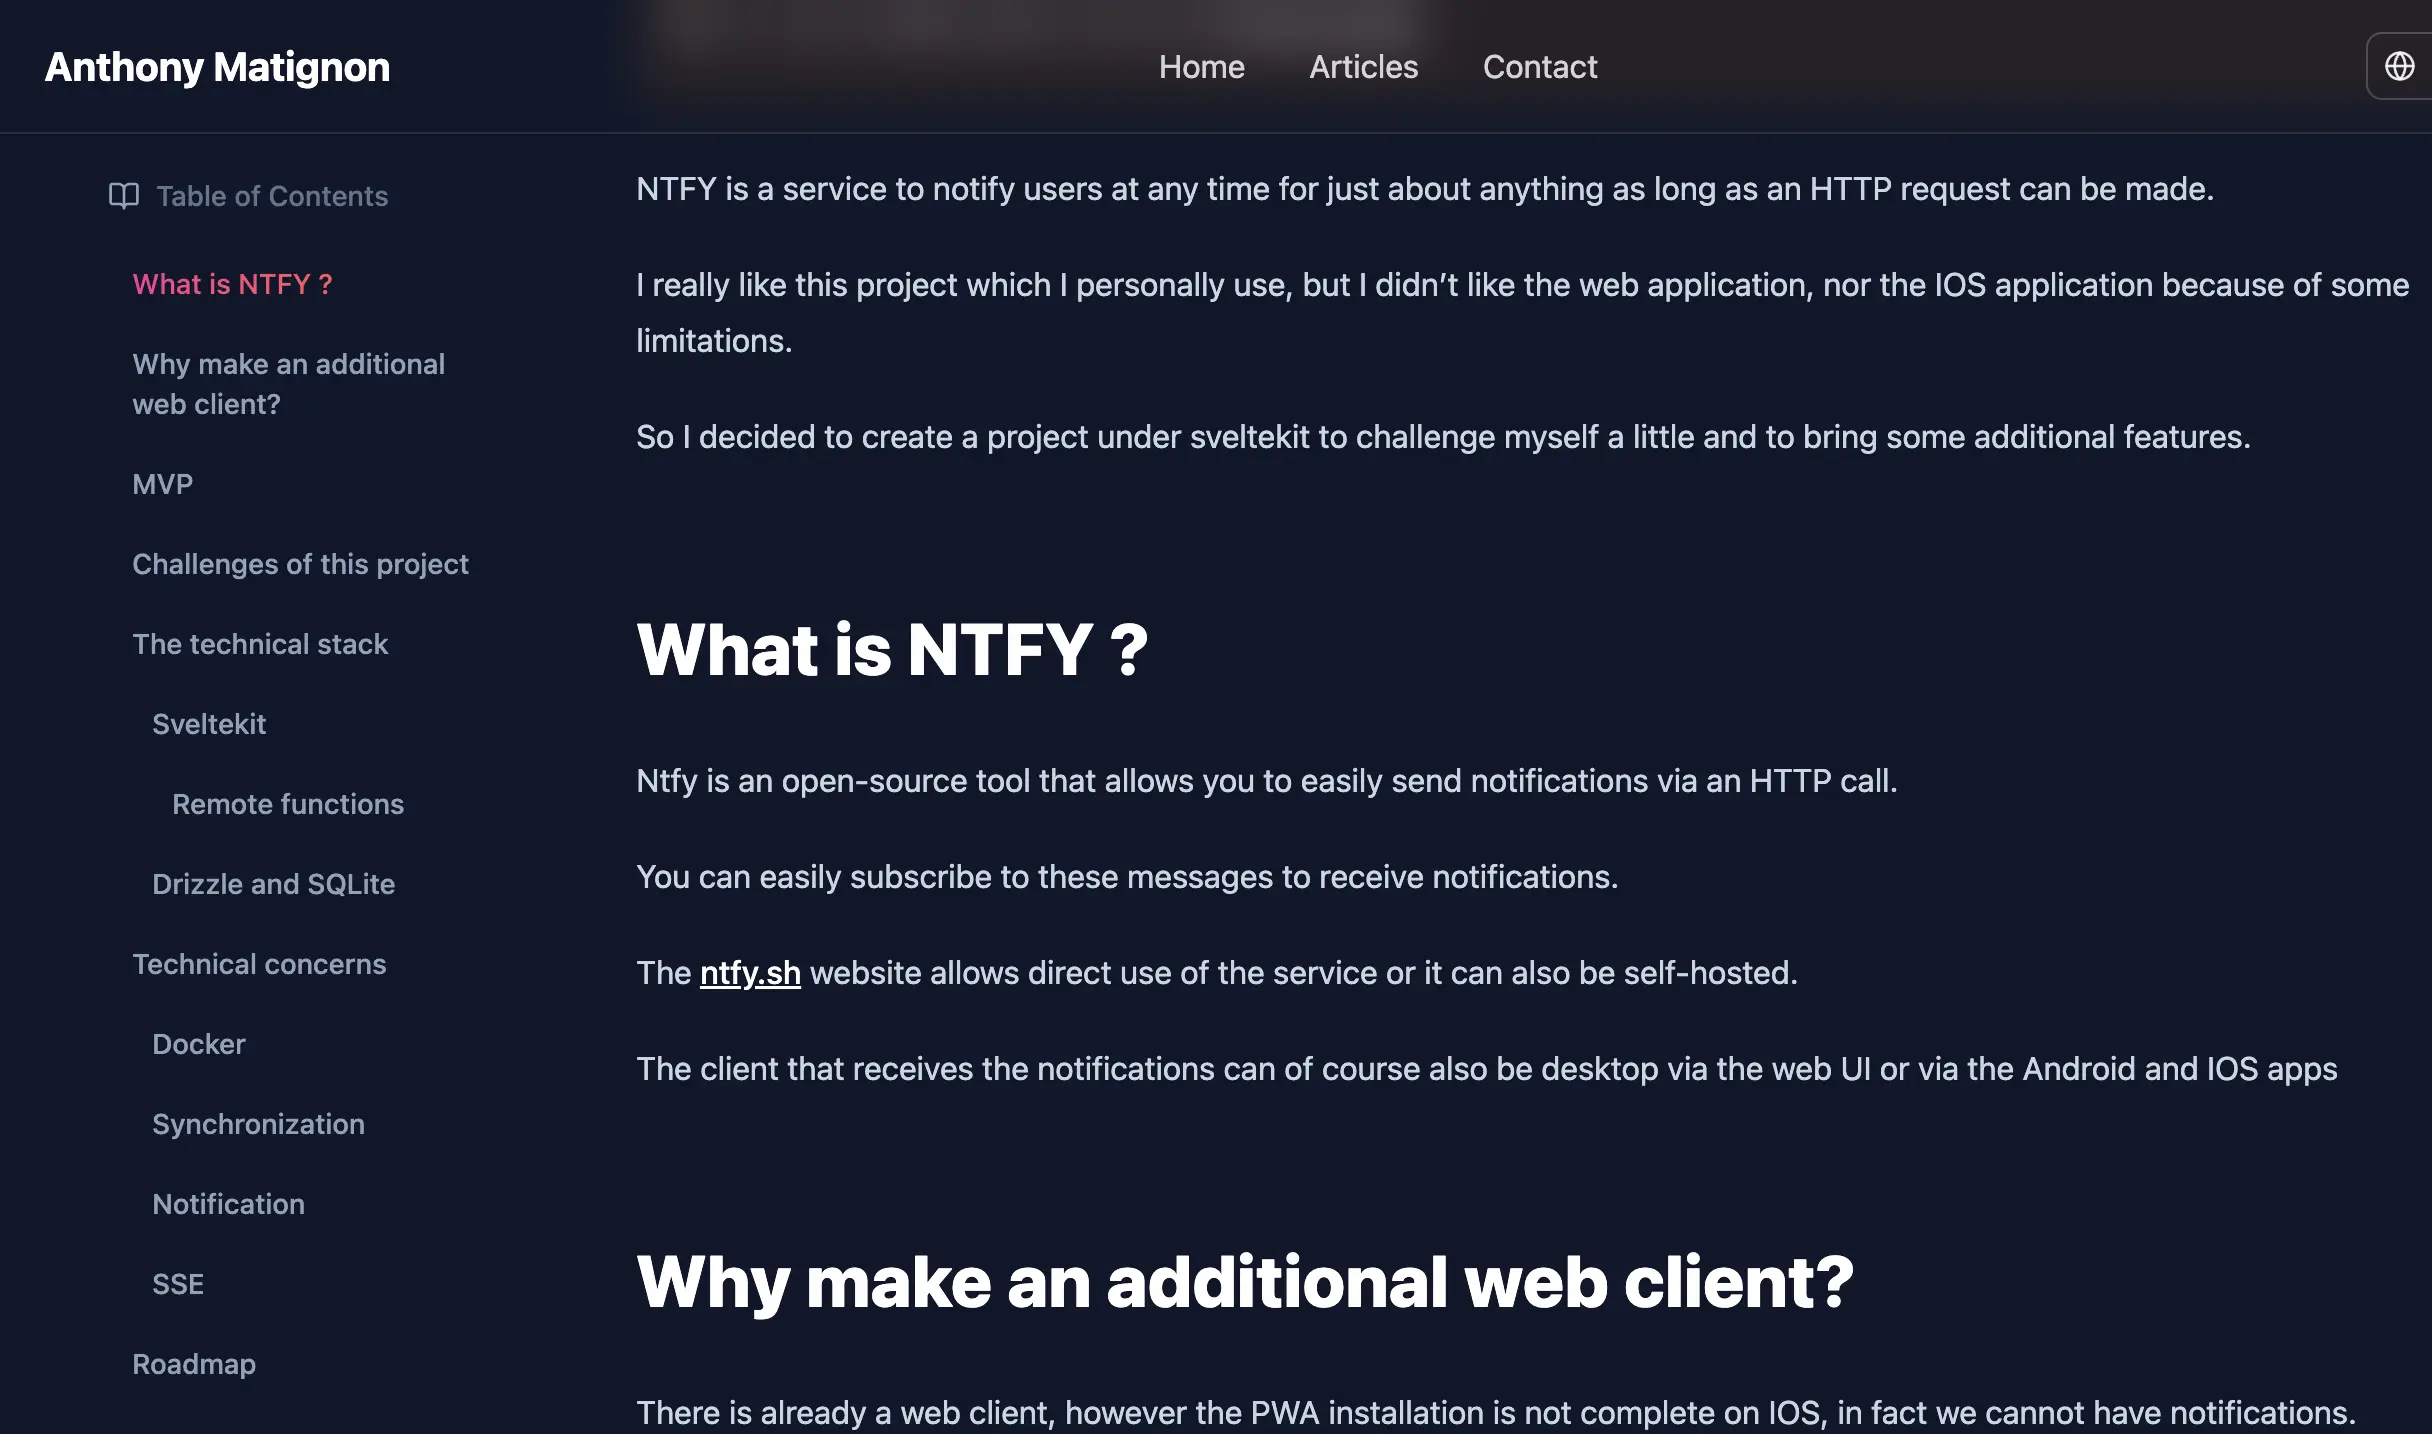 Anthony Matignon
Home
Articles
Contact
Table of Contents
What is NTFY ?
Why make an additional
web client?
MVP
Challenges of this project
The technical stack
Sveltekit
Remote functions
Drizzle and SQLite
Technical concerns
Docker
Synchronization
Notification
SSE
Roadmap
NTFY is a service to notify users at any time for just about anything as long as an HTTP request can be made.
I really like this project which I personally use, but I didn’t like the web application, nor the IOS application because of some
limitations.
So I decided to create a project under sveltekit to challenge myself a little and to bring some additional features.
What is NTFY ?
Ntfy is an open-source tool that allows you to easily send notifications via an HTTP call.
You can easily subscribe to these messages to receive notifications.
The ntfy.sh website allows direct use of the service or it can also be self-hosted.
The client that receives the notifications can of course also be desktop via the web UI or via the Android and IOS apps
Why make an additional web client?
There is already a web client, however the PWA installation is not complete on IOS, in fact we cannot have notifications.